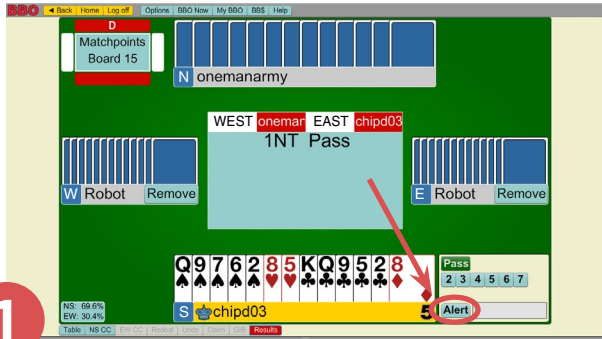 BBO ◄ Back Home Log off Options BBO Now My BBO BB$ Help
D
Matchpoints
Board 15
N onemanarmy
WEST oneman EAST chipd03
1NT Pass
W Robot Remove
E Robot Remove
Q 9 7 6 2 8 5 K Q 9 5 2 8
♠ ♠ ♠ ♠ ♠ ♥ ♥ ♣ ♣ ♣ ♣ ♣ ♦
Pass
2 3 4 5 6 7
NS: 69.6%
EW: 30.4%
S chipd03 5
Alert
1
Table NS CC EW CC Redeal Undo Claim GIB Results